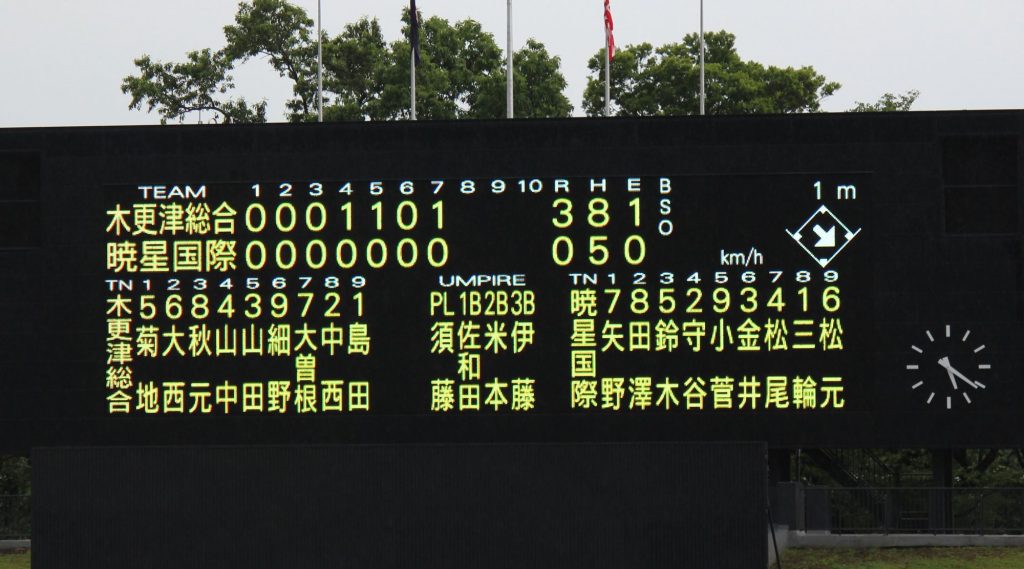 TEAM 1 2 3 4 5 6 7 8 9 10 R H E B S O
木更津総合 0 0 0 1 1 0 1 3 8 1
暁星国際 0 0 0 0 0 0 0 0 5 0
1 m
km/h
TN 1 2 3 4 5 6 7 8 9
木更津総合
5 6 8 4 3 9 7 2 1
菊地
大西
秋元
山中
山田
細野
大曽根
中西
島田
UMPIRE
PL 1B 2B 3B
須藤
佐和田
米本
伊藤
TN 1 2 3 4 5 6 7 8 9
暁星国際
7 8 5 2 9 3 4 1 6
矢野
田澤
鈴木
守谷
小菅
金井
松尾
三輪
松元